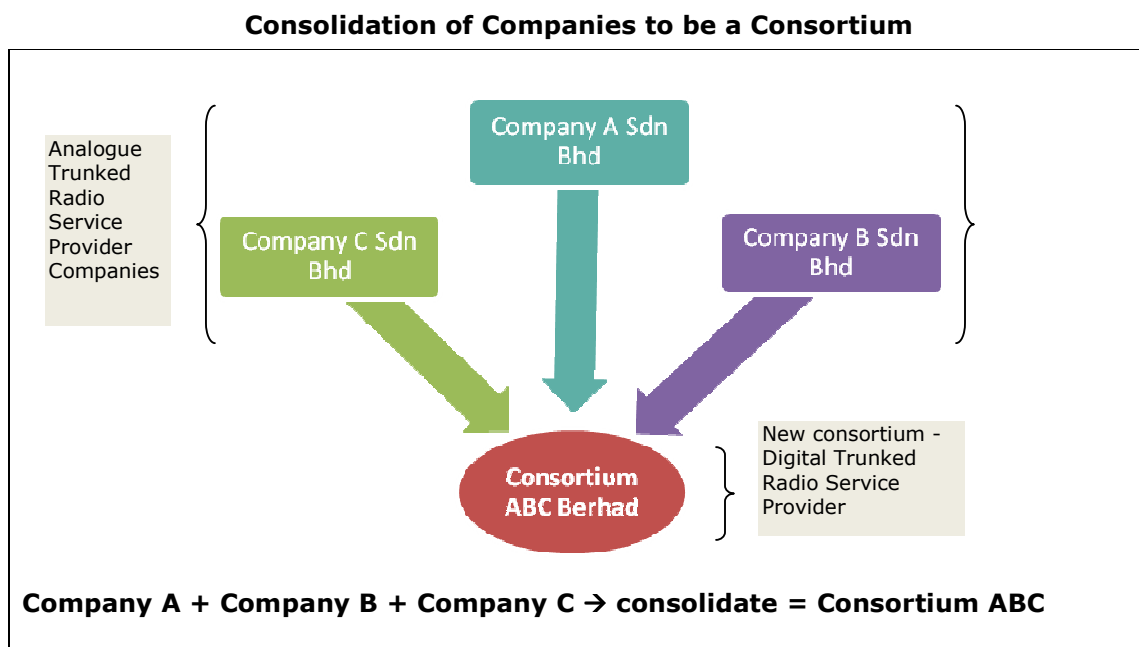 Consolidation of Companies to be a Consortium
Analogue
Trunked
Radio
Service
Provider
Companies
Company A Sdn
Bhd
Company C Sdn
Bhd
Company B Sdn
Bhd
Consortium
ABC Berhad
New consortium -
Digital Trunked
Radio Service
Provider
Company A + Company B + Company C → consolidate = Consortium ABC